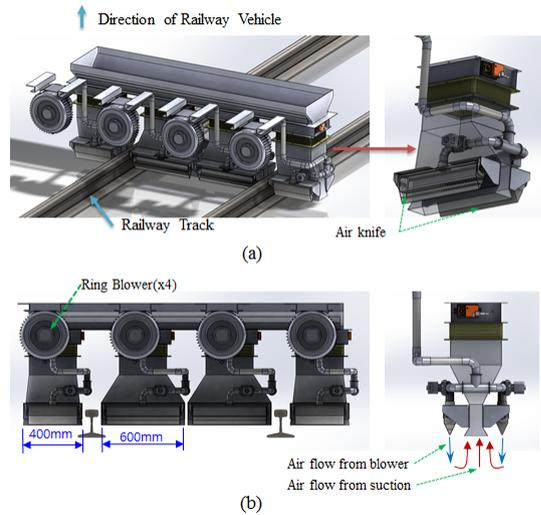 Direction of Railway Vehicle
Railway Track
Air knife
(a)
Ring Blower(x4)
400mm
600mm
Air flow from blower
Air flow from suction
(b)